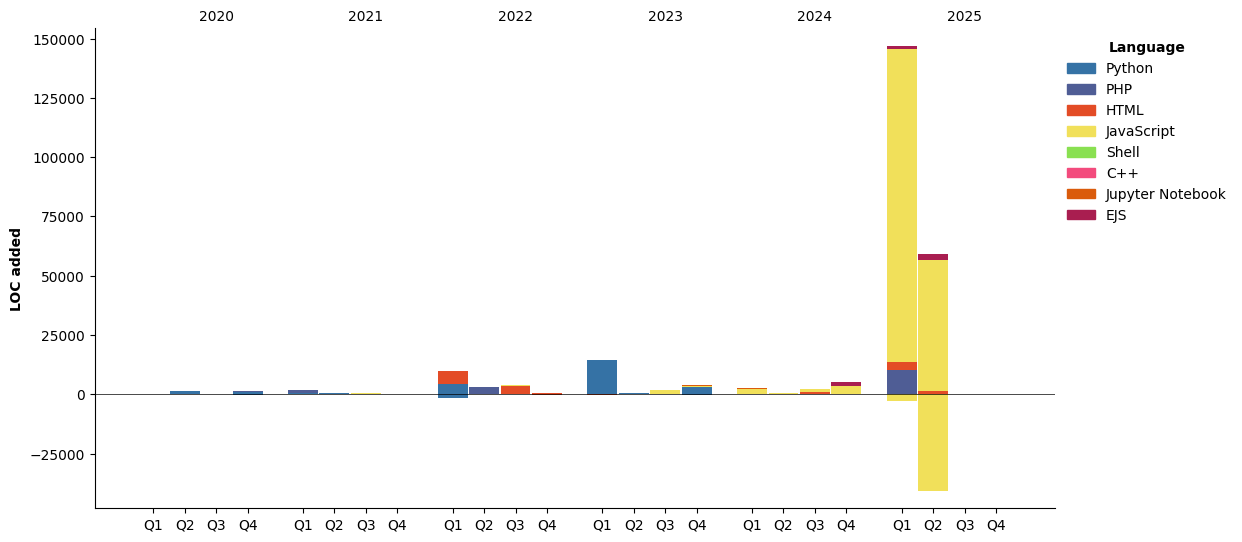 2020 2021 2022 2023 2024 2025
150000
125000
100000
75000
50000
25000
0
−25000
LOC added
Q1 Q2 Q3 Q4 Q1 Q2 Q3 Q4 Q1 Q2 Q3 Q4 Q1 Q2 Q3 Q4 Q1 Q2 Q3 Q4 Q1 Q2 Q3 Q4
Language
Python
PHP
HTML
JavaScript
Shell
C++
Jupyter Notebook
EJS